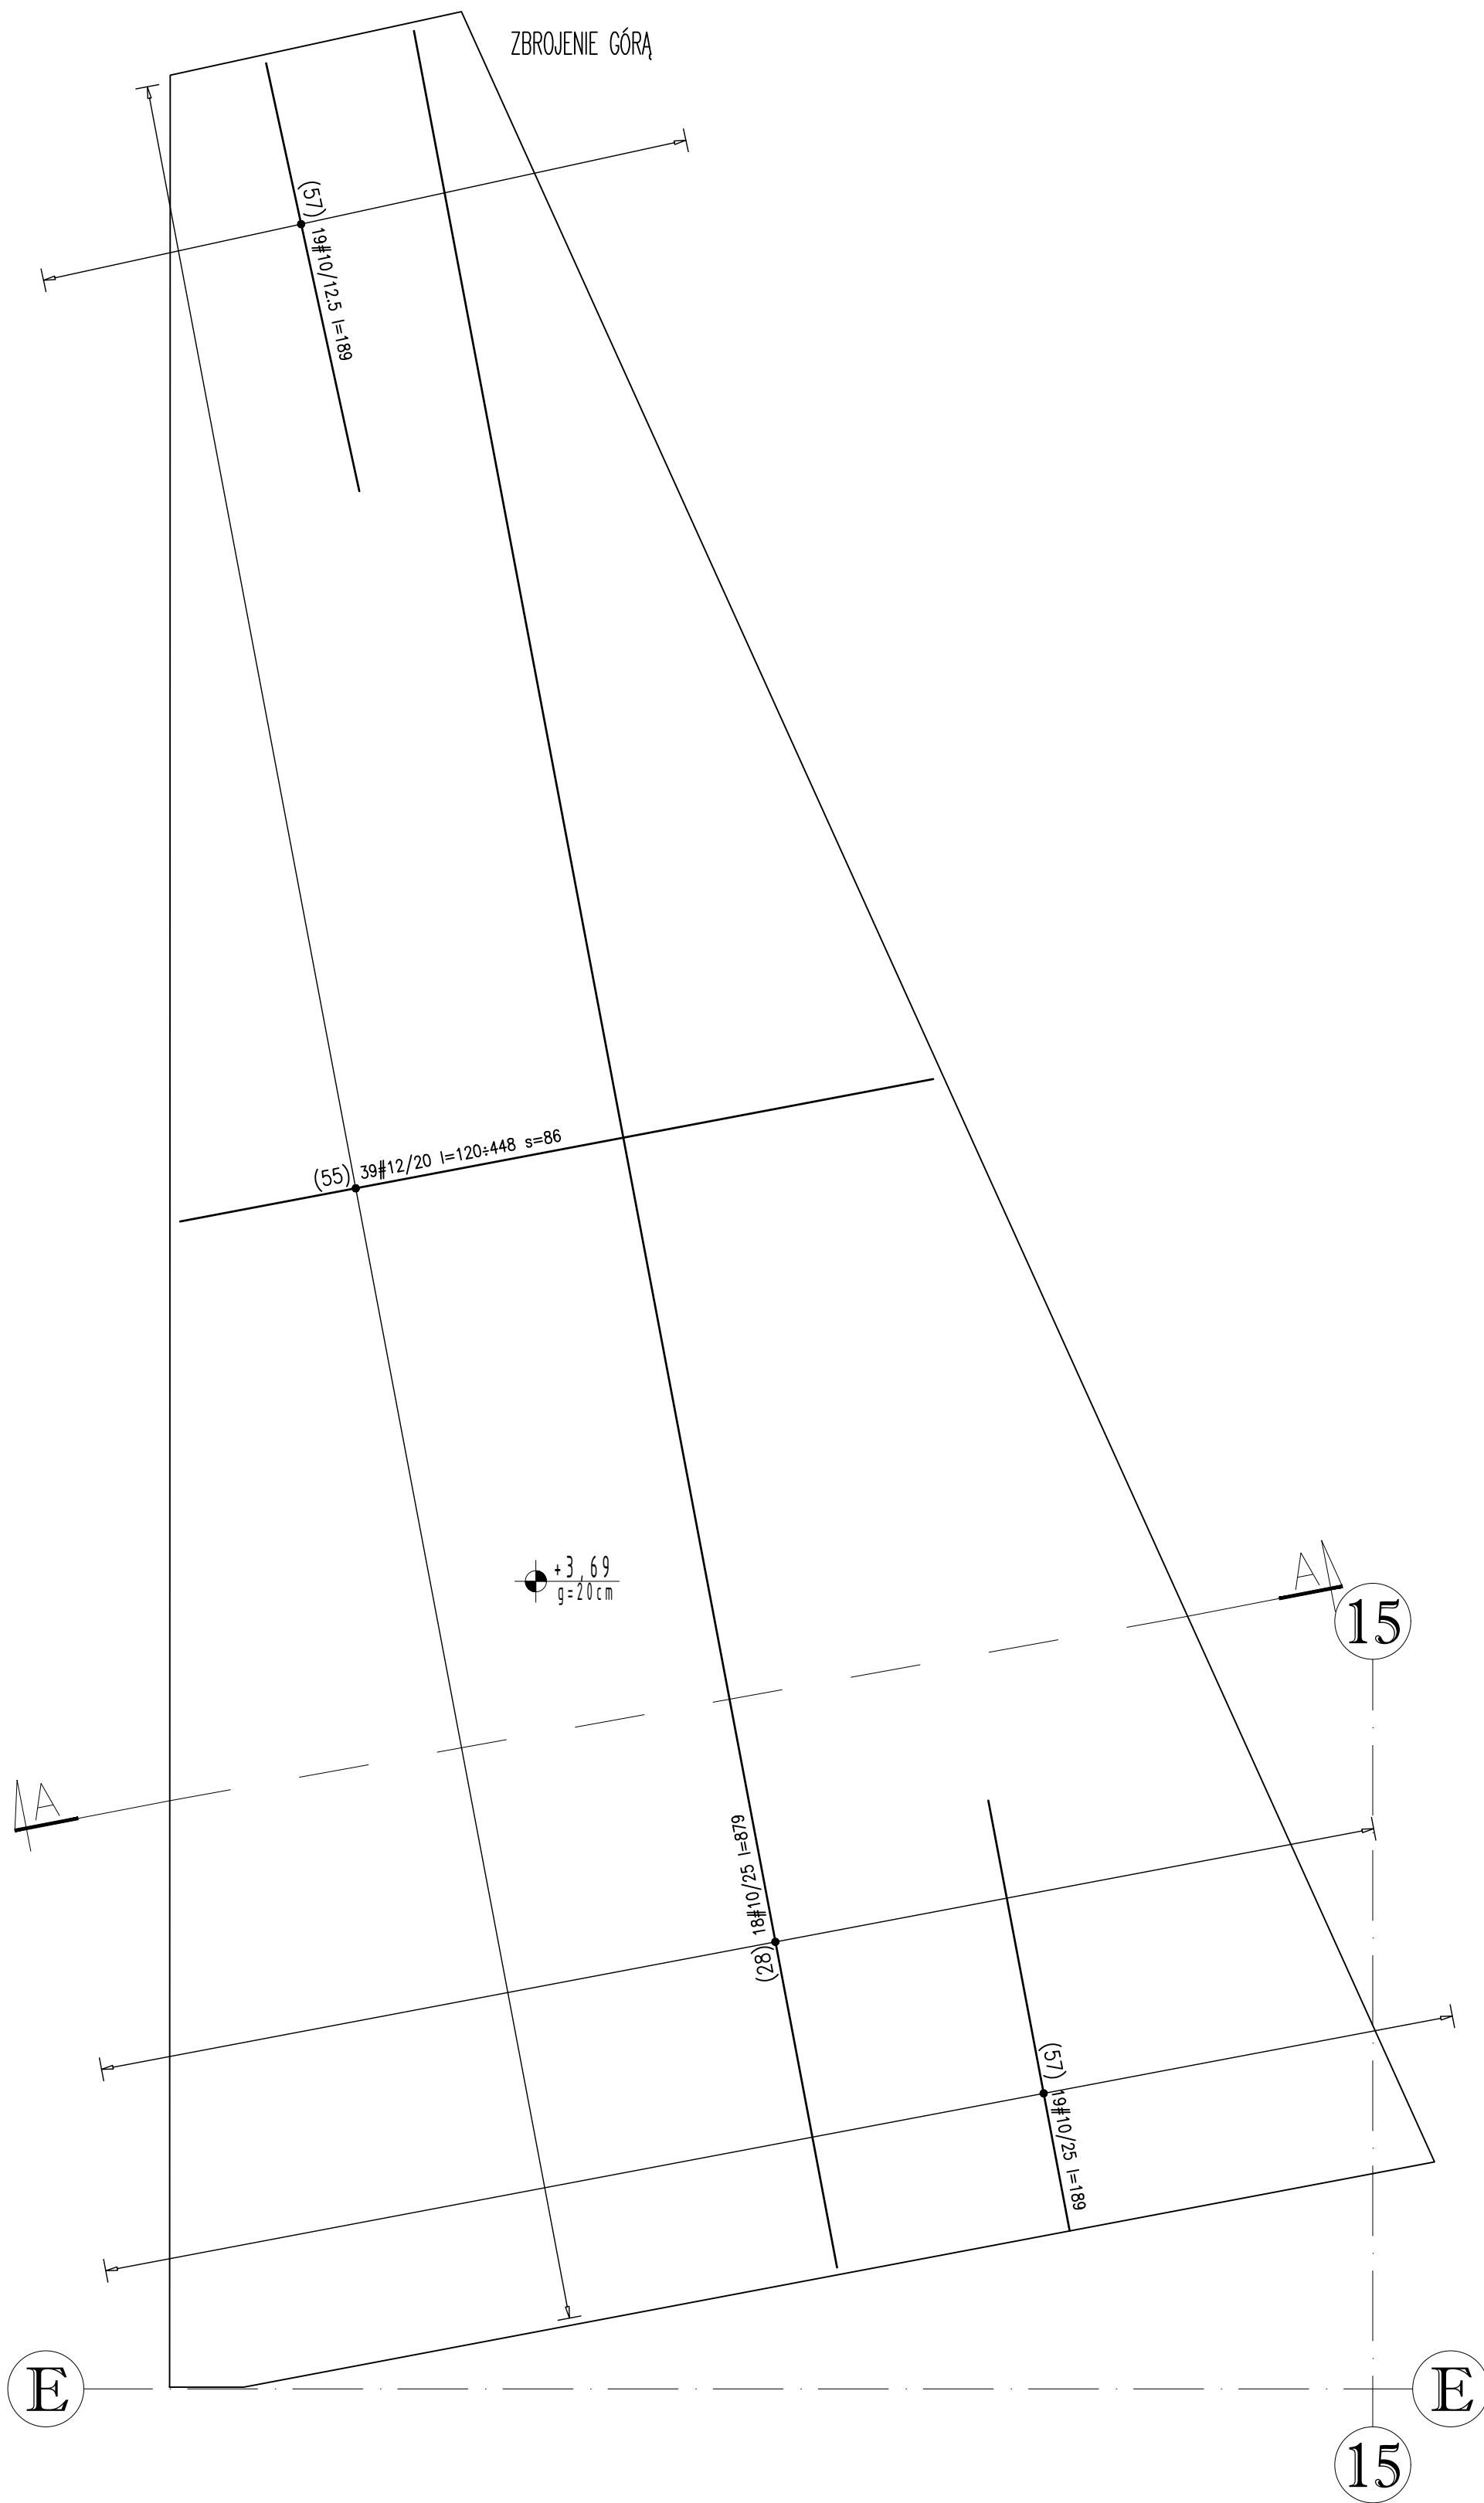 ZBROJENIE GÓRĄ
(57) 19#10/12.5 l=189
(55) 39#12/20 l=120÷448 s=86
+3,69
g=20cm
A
15
A
(28) 18#10/25 l=879
(57) 19#10/25 l=189
E
E
15